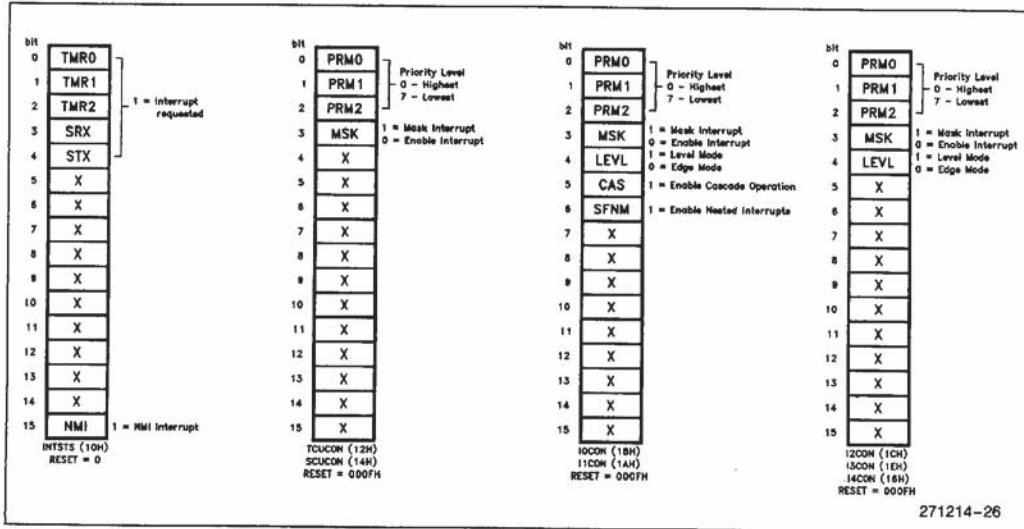 bit
0 TMR0
1 TMR1
2 TMR2
3 SRX
4 STX
5 X
6 X
7 X
8 X
9 X
10 X
11 X
12 X
13 X
14 X
15 NMI
1 = Interrupt
requested
1 = NMI Interrupt
INTSTS (10H)
RESET = 0
bit
0 PRM0
1 PRM1
2 PRM2
3 MSK
4 X
5 X
6 X
7 X
8 X
9 X
10 X
11 X
12 X
13 X
14 X
15 X
Priority Level
0 - Highest
7 - Lowest
1 = Mask Interrupt
0 = Enable Interrupt
TCUCON (12H)
SCUCON (14H)
RESET = 000FH
bit
0 PRM0
1 PRM1
2 PRM2
3 MSK
4 LEVL
5 CAS
6 SFNM
7 X
8 X
9 X
10 X
11 X
12 X
13 X
14 X
15 X
Priority Level
0 - Highest
7 - Lowest
1 = Mask Interrupt
0 = Enable Interrupt
1 = Level Mode
0 = Edge Mode
1 = Enable Cascade Operation
1 = Enable Nested Interrupts
I0CON (18H)
I1CON (1AH)
RESET = 000FH
bit
0 PRM0
1 PRM1
2 PRM2
3 MSK
4 LEVL
5 X
6 X
7 X
8 X
9 X
10 X
11 X
12 X
13 X
14 X
15 X
Priority Level
0 - Highest
7 - Lowest
1 = Mask Interrupt
0 = Enable Interrupt
1 = Level Mode
0 = Edge Mode
I2CON (1CH)
I3CON (1EH)
I4CON (16H)
RESET = 000FH
271214-26